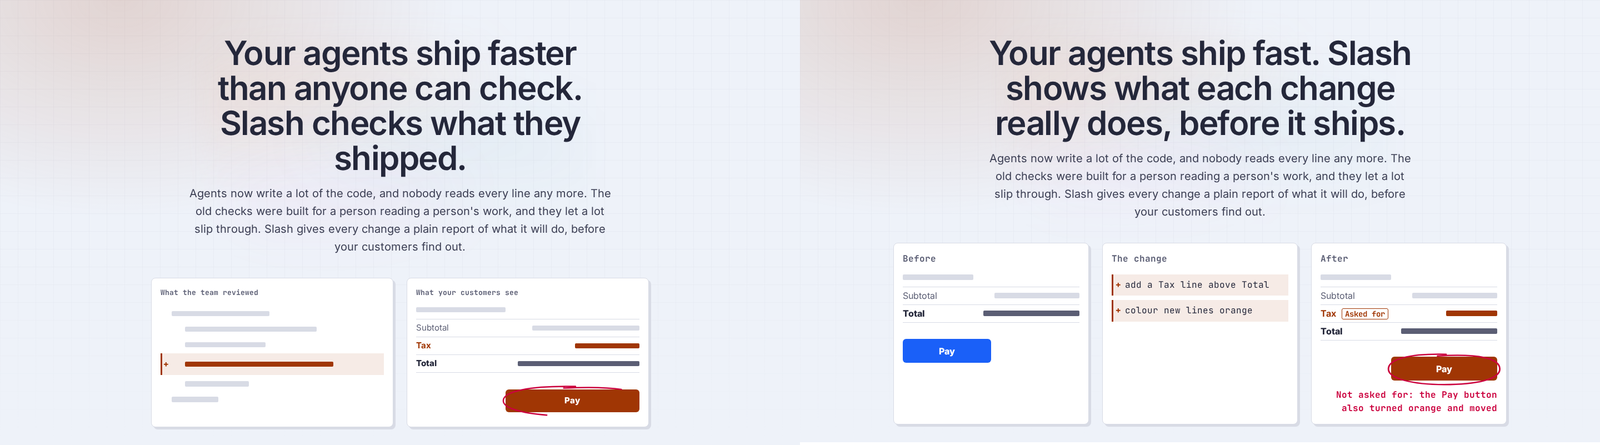 Your agents ship faster
than anyone can check.
Slash checks what they
shipped.
Agents now write a lot of the code, and nobody reads every line any more. The
old checks were built for a person reading a person's work, and they let a lot
slip through. Slash gives every change a plain report of what it will do, before
your customers find out.
What the team reviewed
+
What your customers see
Subtotal
Tax
Total
Pay
Your agents ship fast. Slash
shows what each change
really does, before it ships.
Agents now write a lot of the code, and nobody reads every line any more. The
old checks were built for a person reading a person's work, and they let a lot
slip through. Slash gives every change a plain report of what it will do, before
your customers find out.
Before
Subtotal
Total
Pay
The change
+ add a Tax line above Total
+ colour new lines orange
After
Subtotal
Tax Asked for
Total
Pay
Not asked for: the Pay button
also turned orange and moved